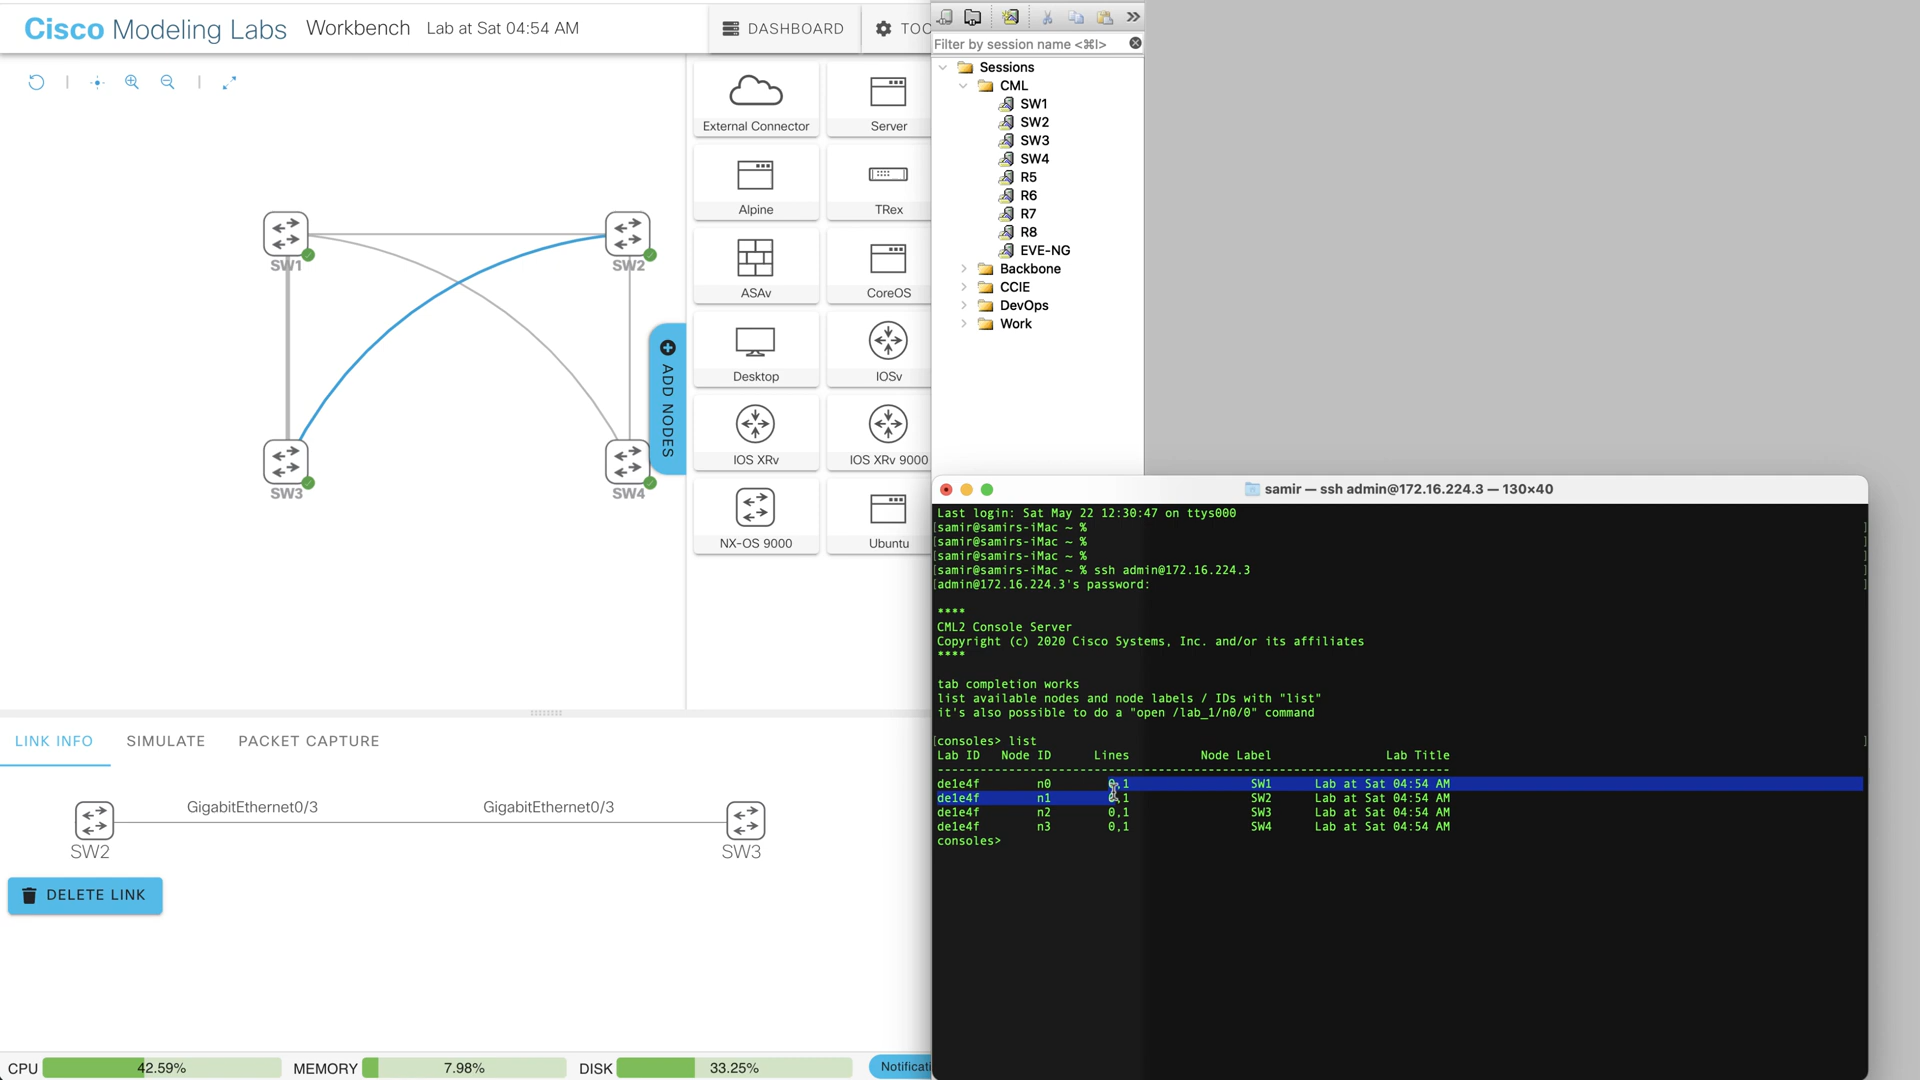 Cisco Modeling Labs Workbench Lab at Sat 04:54 AM
DASHBOARD
TOO
External Connector
Server
Alpine
TRex
ASAv
CoreOS
Desktop
IOSv
IOS XRv
IOS XRv 9000
NX-OS 9000
Ubuntu
ADD NODES
SW1
SW2
SW3
SW4
LINK INFO
SIMULATE
PACKET CAPTURE
GigabitEthernet0/3
GigabitEthernet0/3
SW2
SW3
DELETE LINK
CPU 42.59%
MEMORY 7.98%
DISK 33.25%
Notificati
Filter by session name <⌘I>
Sessions
CML
SW1
SW2
SW3
SW4
R5
R6
R7
R8
EVE-NG
Backbone
CCIE
DevOps
Work
samir — ssh admin@172.16.224.3 — 130×40
Last login: Sat May 22 12:30:47 on ttys000
[samir@samirs-iMac ~ % ]
[samir@samirs-iMac ~ % ]
[samir@samirs-iMac ~ % ]
[samir@samirs-iMac ~ % ssh admin@172.16.224.3 ]
[admin@172.16.224.3's password: ]
****
CML2 Console Server
Copyright (c) 2020 Cisco Systems, Inc. and/or its affiliates
****
tab completion works
list available nodes and node labels / IDs with "list"
it's also possible to do a "open /lab_1/n0/0" command
[consoles> list ]
Lab ID Node ID Lines Node Label Lab Title
--------------------------------------------------------------------------
de1e4f n0 0,1 SW1 Lab at Sat 04:54 AM
de1e4f n1 0,1 SW2 Lab at Sat 04:54 AM
de1e4f n2 0,1 SW3 Lab at Sat 04:54 AM
de1e4f n3 0,1 SW4 Lab at Sat 04:54 AM
consoles>